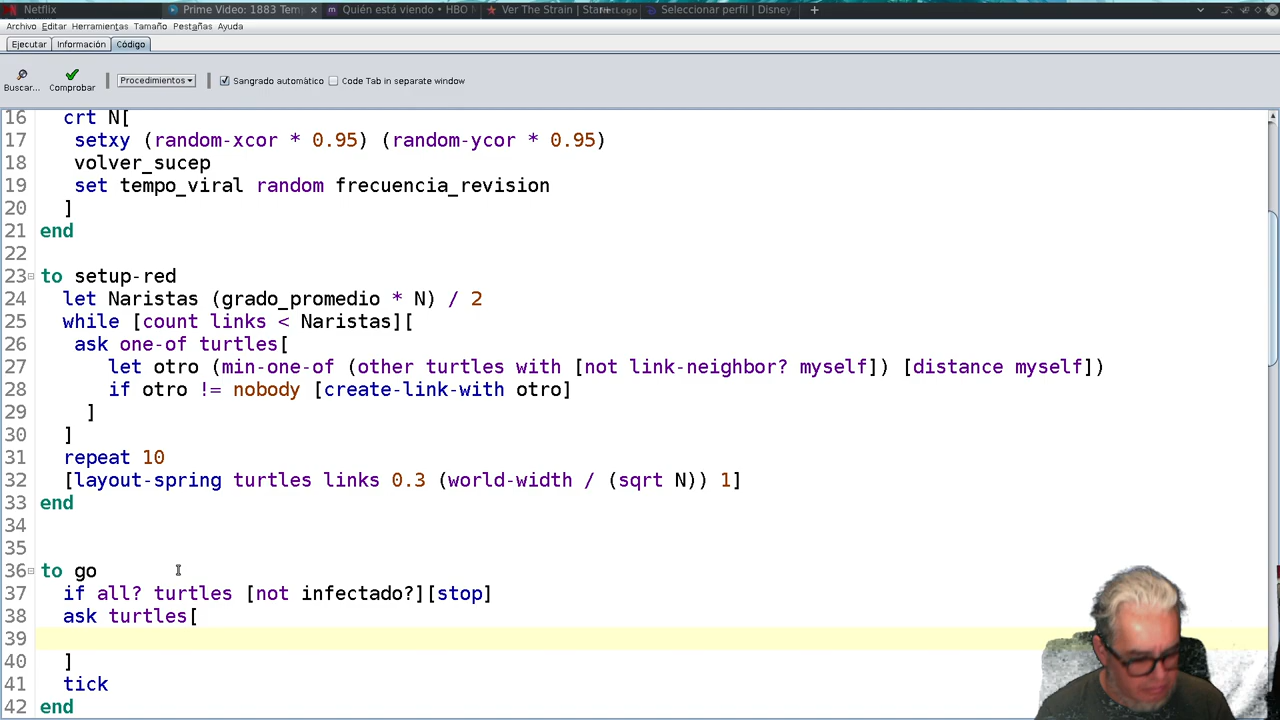 Netflix
Prime Video: 1883 Tem
Quién está viendo • HBO
Ver The Strain | Star+
Seleccionar perfil | Disney
Archivo Editar Herramientas Tamaño Pestañas Ayuda
Ejecutar Información Código
Buscar... Comprobar Procedimientos Sangrado automático Code Tab in separate window
16 crt N[
17 setxy (random-xcor * 0.95) (random-ycor * 0.95)
18 volver_sucep
19 set tempo_viral random frecuencia_revision
20 ]
21 end
22
23 to setup-red
24 let Naristas (grado_promedio * N) / 2
25 while [count links < Naristas][
26 ask one-of turtles[
27 let otro (min-one-of (other turtles with [not link-neighbor? myself]) [distance myself])
28 if otro != nobody [create-link-with otro]
29 ]
30 ]
31 repeat 10
32 [layout-spring turtles links 0.3 (world-width / (sqrt N)) 1]
33 end
34
35
36 to go
37 if all? turtles [not infectado?][stop]
38 ask turtles[
39
40 ]
41 tick
42 end